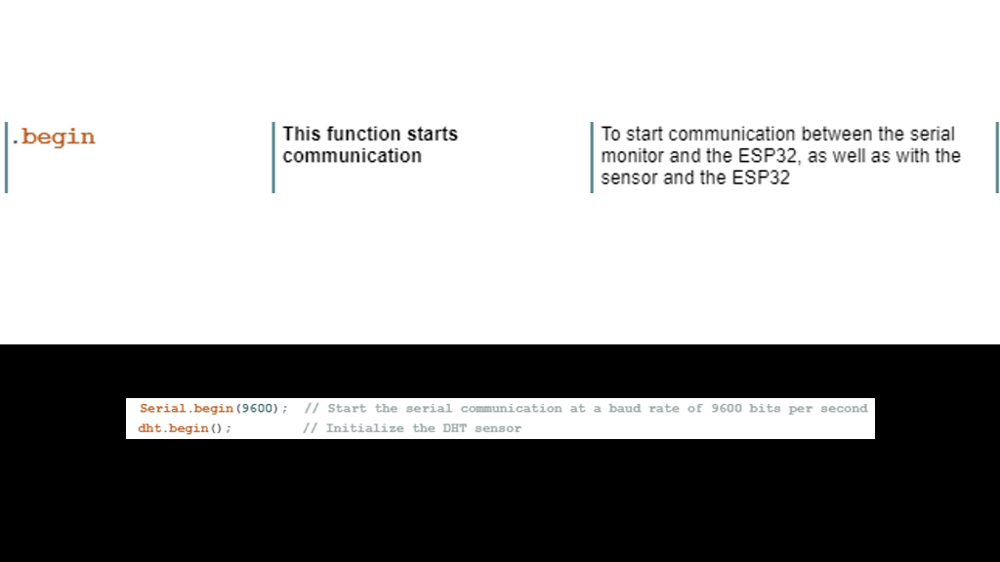 .begin
This function starts
communication
To start communication between the serial
monitor and the ESP32, as well as with the
sensor and the ESP32
Serial.begin(9600);  // Start the serial communication at a baud rate of 9600 bits per second
dht.begin();         // Initialize the DHT sensor